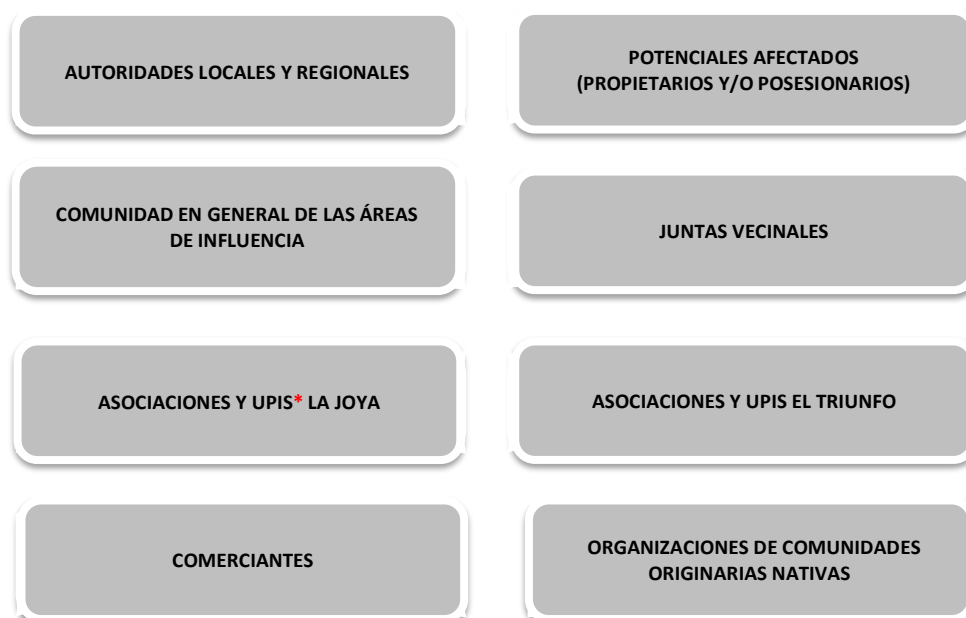 AUTORIDADES LOCALES Y REGIONALES
POTENCIALES AFECTADOS
(PROPIETARIOS Y/O POSESIONARIOS)
COMUNIDAD EN GENERAL DE LAS ÁREAS
DE INFLUENCIA
JUNTAS VECINALES
ASOCIACIONES Y UPIS* LA JOYA
ASOCIACIONES Y UPIS EL TRIUNFO
COMERCIANTES
ORGANIZACIONES DE COMUNIDADES
ORIGINARIAS NATIVAS